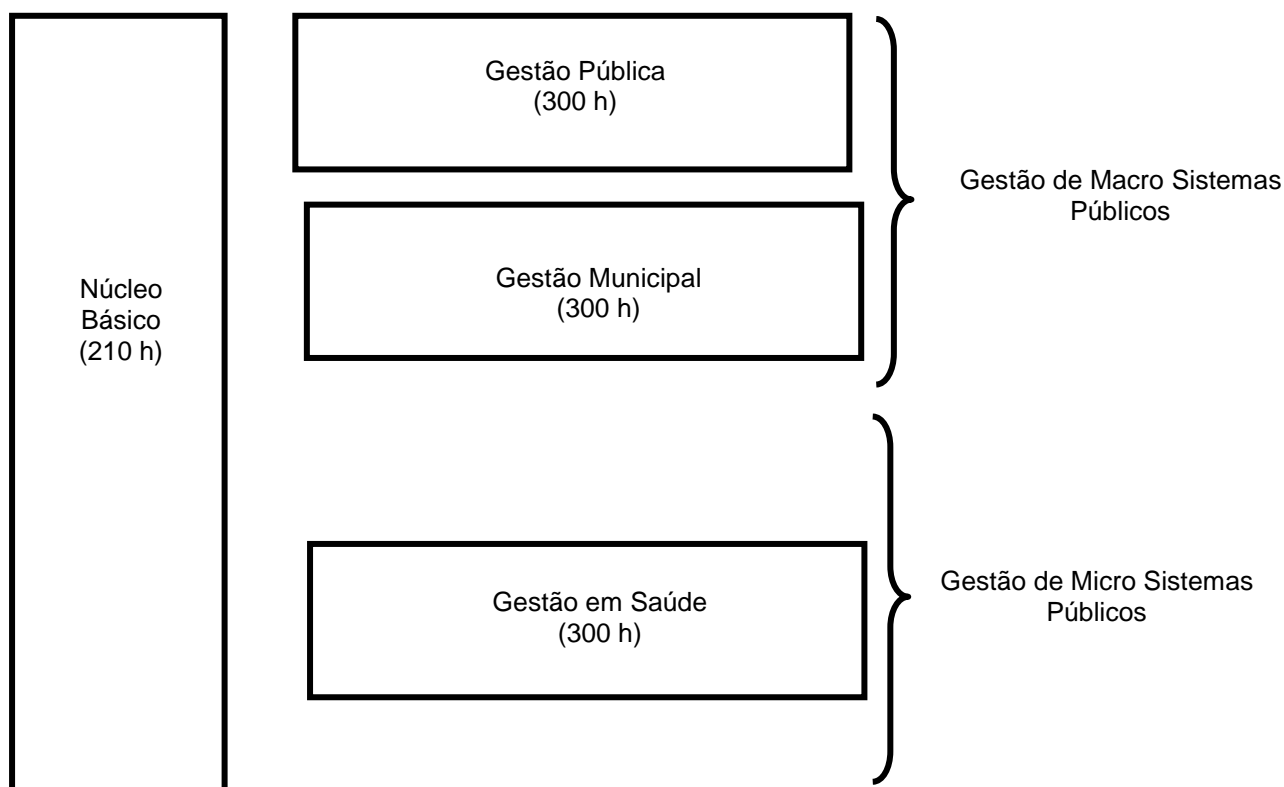 Núcleo
Básico
(210 h)
Gestão Pública
(300 h)
Gestão Municipal
(300 h)
Gestão de Macro Sistemas
Públicos
Gestão em Saúde
(300 h)
Gestão de Micro Sistemas
Públicos